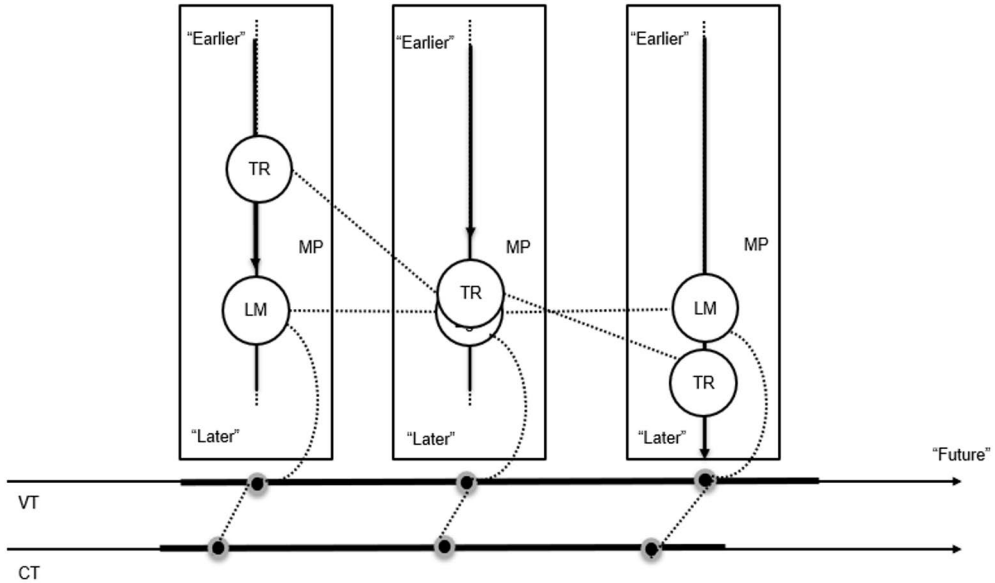 “Earlier”
“Earlier”
“Earlier”
TR
MP
MP
MP
TR
LM
LM
TR
“Later”
“Later”
“Later”
“Future”
VT
CT